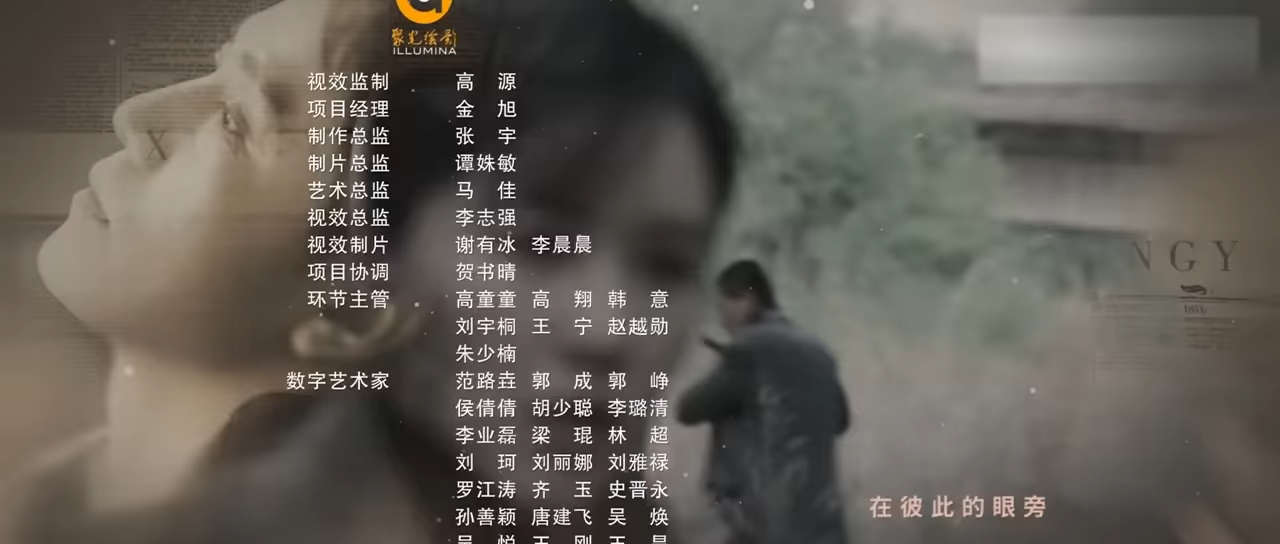 聚光绘影
ILLUMINA
视效监制 高 源
项目经理 金 旭
制作总监 张 宇
制片总监 谭姝敏
艺术总监 马 佳
视效总监 李志强
视效制片 谢有冰 李晨晨
项目协调 贺书晴
环节主管 高童童 高 翔 韩 意
刘宇桐 王 宁 赵越勋
朱少楠
数字艺术家 范路垚 郭 成 郭 峥
侯倩倩 胡少聪 李璐清
李业磊 梁 琨 林 超
刘 珂 刘丽娜 刘雅禄
罗江涛 齐 玉 史晋永
孙善颖 唐建飞 吴 焕
X
NGY
在彼此的眼旁